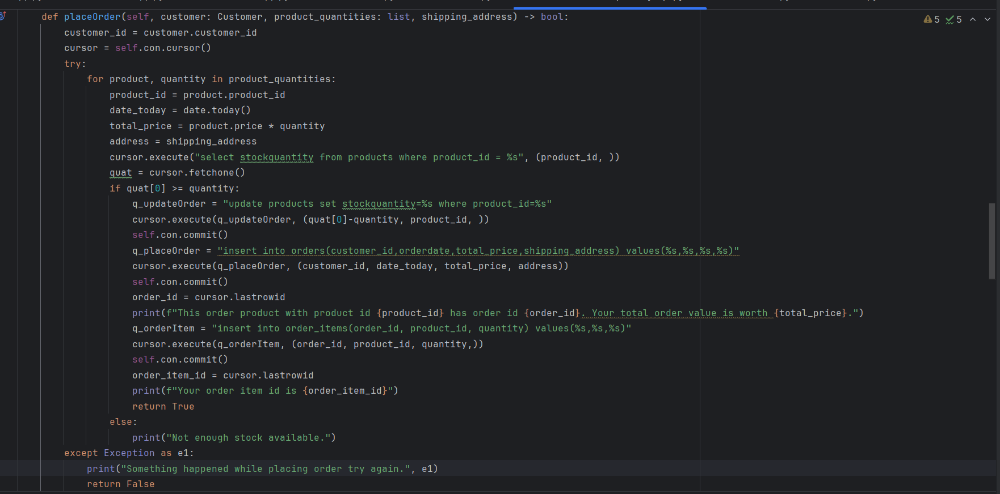 def placeOrder(self, customer: Customer, product_quantities: list, shipping_address) -> bool:
5 5
customer_id = customer.customer_id
cursor = self.con.cursor()
try:
for product, quantity in product_quantities:
product_id = product.product_id
date_today = date.today()
total_price = product.price * quantity
address = shipping_address
cursor.execute("select stockquantity from products where product_id = %s", (product_id, ))
quat = cursor.fetchone()
if quat[0] >= quantity:
q_updateOrder = "update products set stockquantity=%s where product_id=%s"
cursor.execute(q_updateOrder, (quat[0]-quantity, product_id, ))
self.con.commit()
q_placeOrder = "insert into orders(customer_id,orderdate,total_price,shipping_address) values(%s,%s,%s,%s)"
cursor.execute(q_placeOrder, (customer_id, date_today, total_price, address))
self.con.commit()
order_id = cursor.lastrowid
print(f"This order product with product id {product_id} has order id {order_id}. Your total order value is worth {total_price}.")
q_orderItem = "insert into order_items(order_id, product_id, quantity) values(%s,%s,%s)"
cursor.execute(q_orderItem, (order_id, product_id, quantity,))
self.con.commit()
order_item_id = cursor.lastrowid
print(f"Your order item id is {order_item_id}")
return True
else:
print("Not enough stock available.")
except Exception as e1:
print("Something happened while placing order try again.", e1)
return False